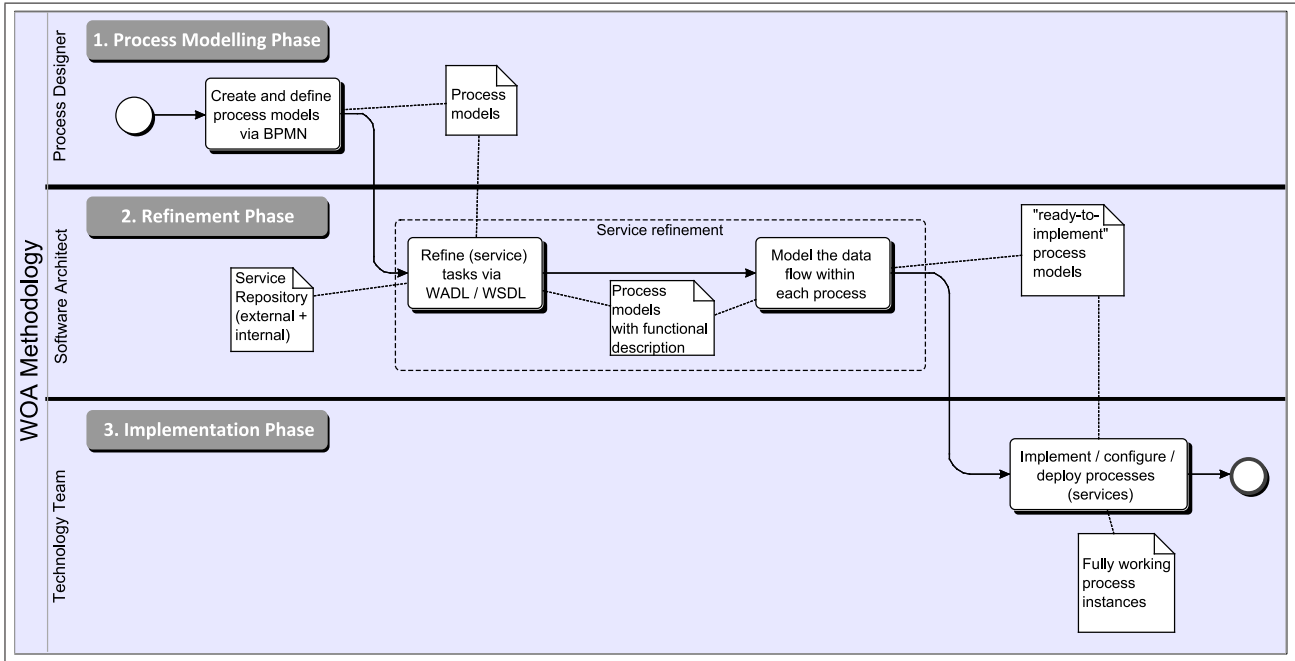 WOA Methodology
Process Designer
1. Process Modelling Phase
Create and define
process models
via BPMN
Process
models
Software Architect
2. Refinement Phase
Service refinement
Service
Repository
(external +
internal)
Refine (service)
tasks via
WADL / WSDL
Process
models
with functional
description
Model the data
flow within
each process
"ready-to-
implement"
process
models
Technology Team
3. Implementation Phase
Implement / configure /
deploy processes
(services)
Fully working
process
instances